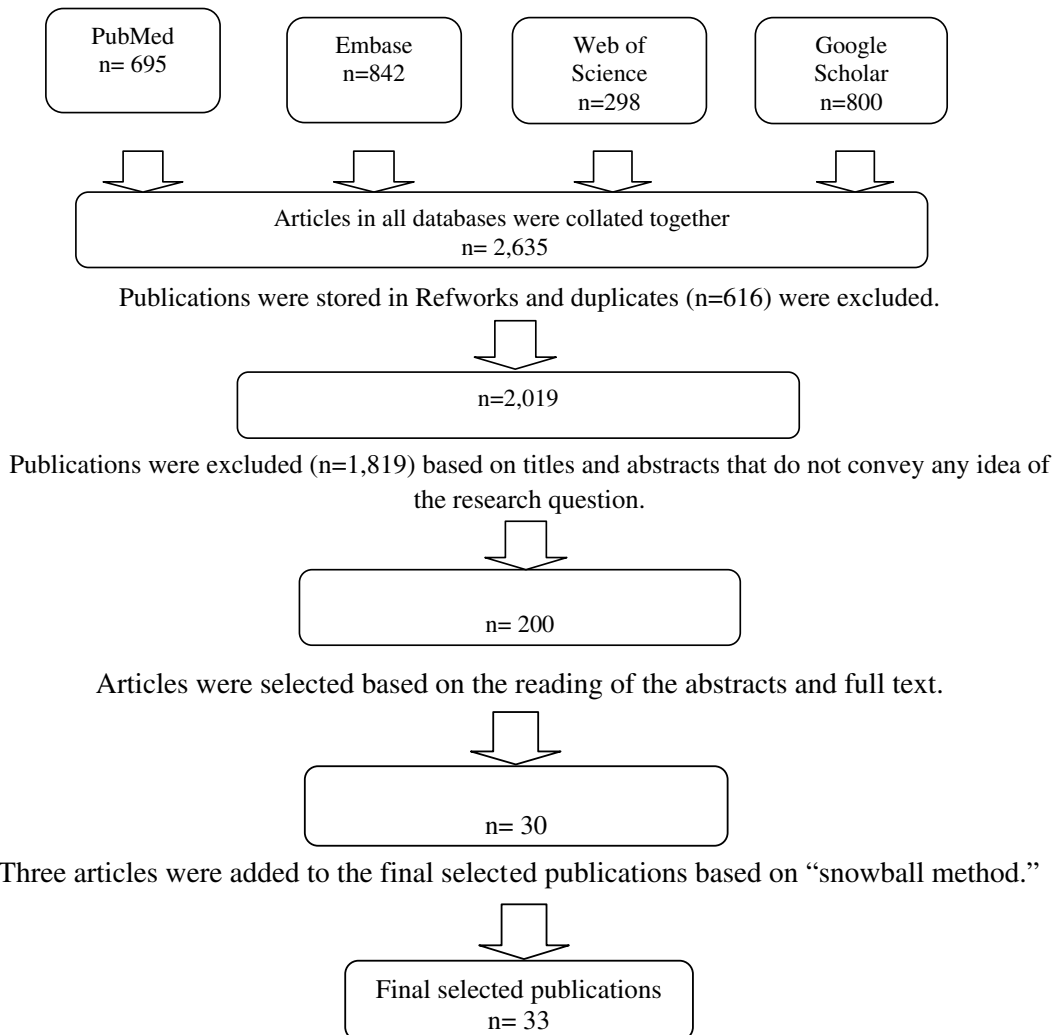 PubMed
n= 695
Embase
n=842
Web of
Science
n=298
Google
Scholar
n=800
Articles in all databases were collated together
n= 2,635
Publications were stored in Refworks and duplicates (n=616) were excluded.
n=2,019
Publications were excluded (n=1,819) based on titles and abstracts that do not convey any idea of
the research question.
n= 200
Articles were selected based on the reading of the abstracts and full text.
n= 30
Three articles were added to the final selected publications based on “snowball method.”
Final selected publications
n= 33